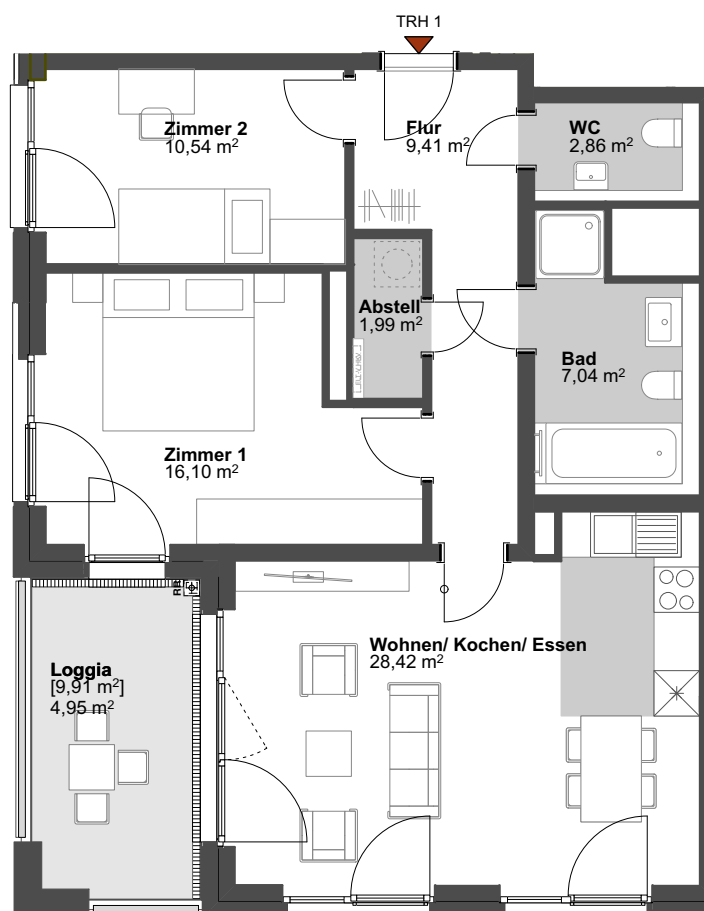 TRH 1
Zimmer 2
10,54 m²
Flur
9,41 m²
WC
2,86 m²
Abstell
1,99 m²
Bad
7,04 m²
Zimmer 1
16,10 m²
Wohnen/ Kochen/ Essen
28,42 m²
Loggia
[9,91 m²]
4,95 m²